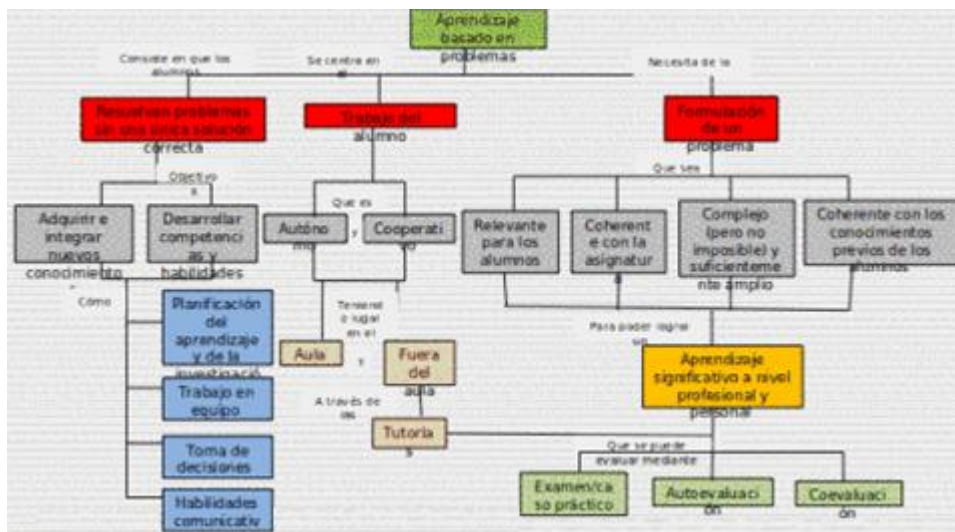 Aprendizaje
basado en
problemas
Consiste en que los
alumnos
Se centra en
el
Necesita de la
Resuelvan problemas
sin una única solución
correcta
Trabajo del
alumno
Formulación
de un
problema
Objetivo
s
Que es
y
Que sea
Adquirir e
integrar
nuevos
conocimiento
Desarrollar
competenci
as y
habilidades
Autóno
mo
Cooperati
vo
Relevante
para los
alumnos
Coherent
e con la
asignatur
a
Complejo
(pero no
imposible) y
suficienteme
nte amplio
Coherente con los
conocimientos
previos de los
alumnos
Cómo
Planificación
del
aprendizaje
y de la
investigació
Trabajo en
equipo
Toma de
decisiones
Habilidades
comunicativ
lugar
en el
y
Aula
Fuera
del
aula
A través de
las
Tutoría
s
Para poder lograr
un
Aprendizaje
significativo a nivel
profesional y
personal
Que se puede
evaluar mediante
Examen/ca
so práctico
Autoevaluaci
ón
Coevaluaci
ón